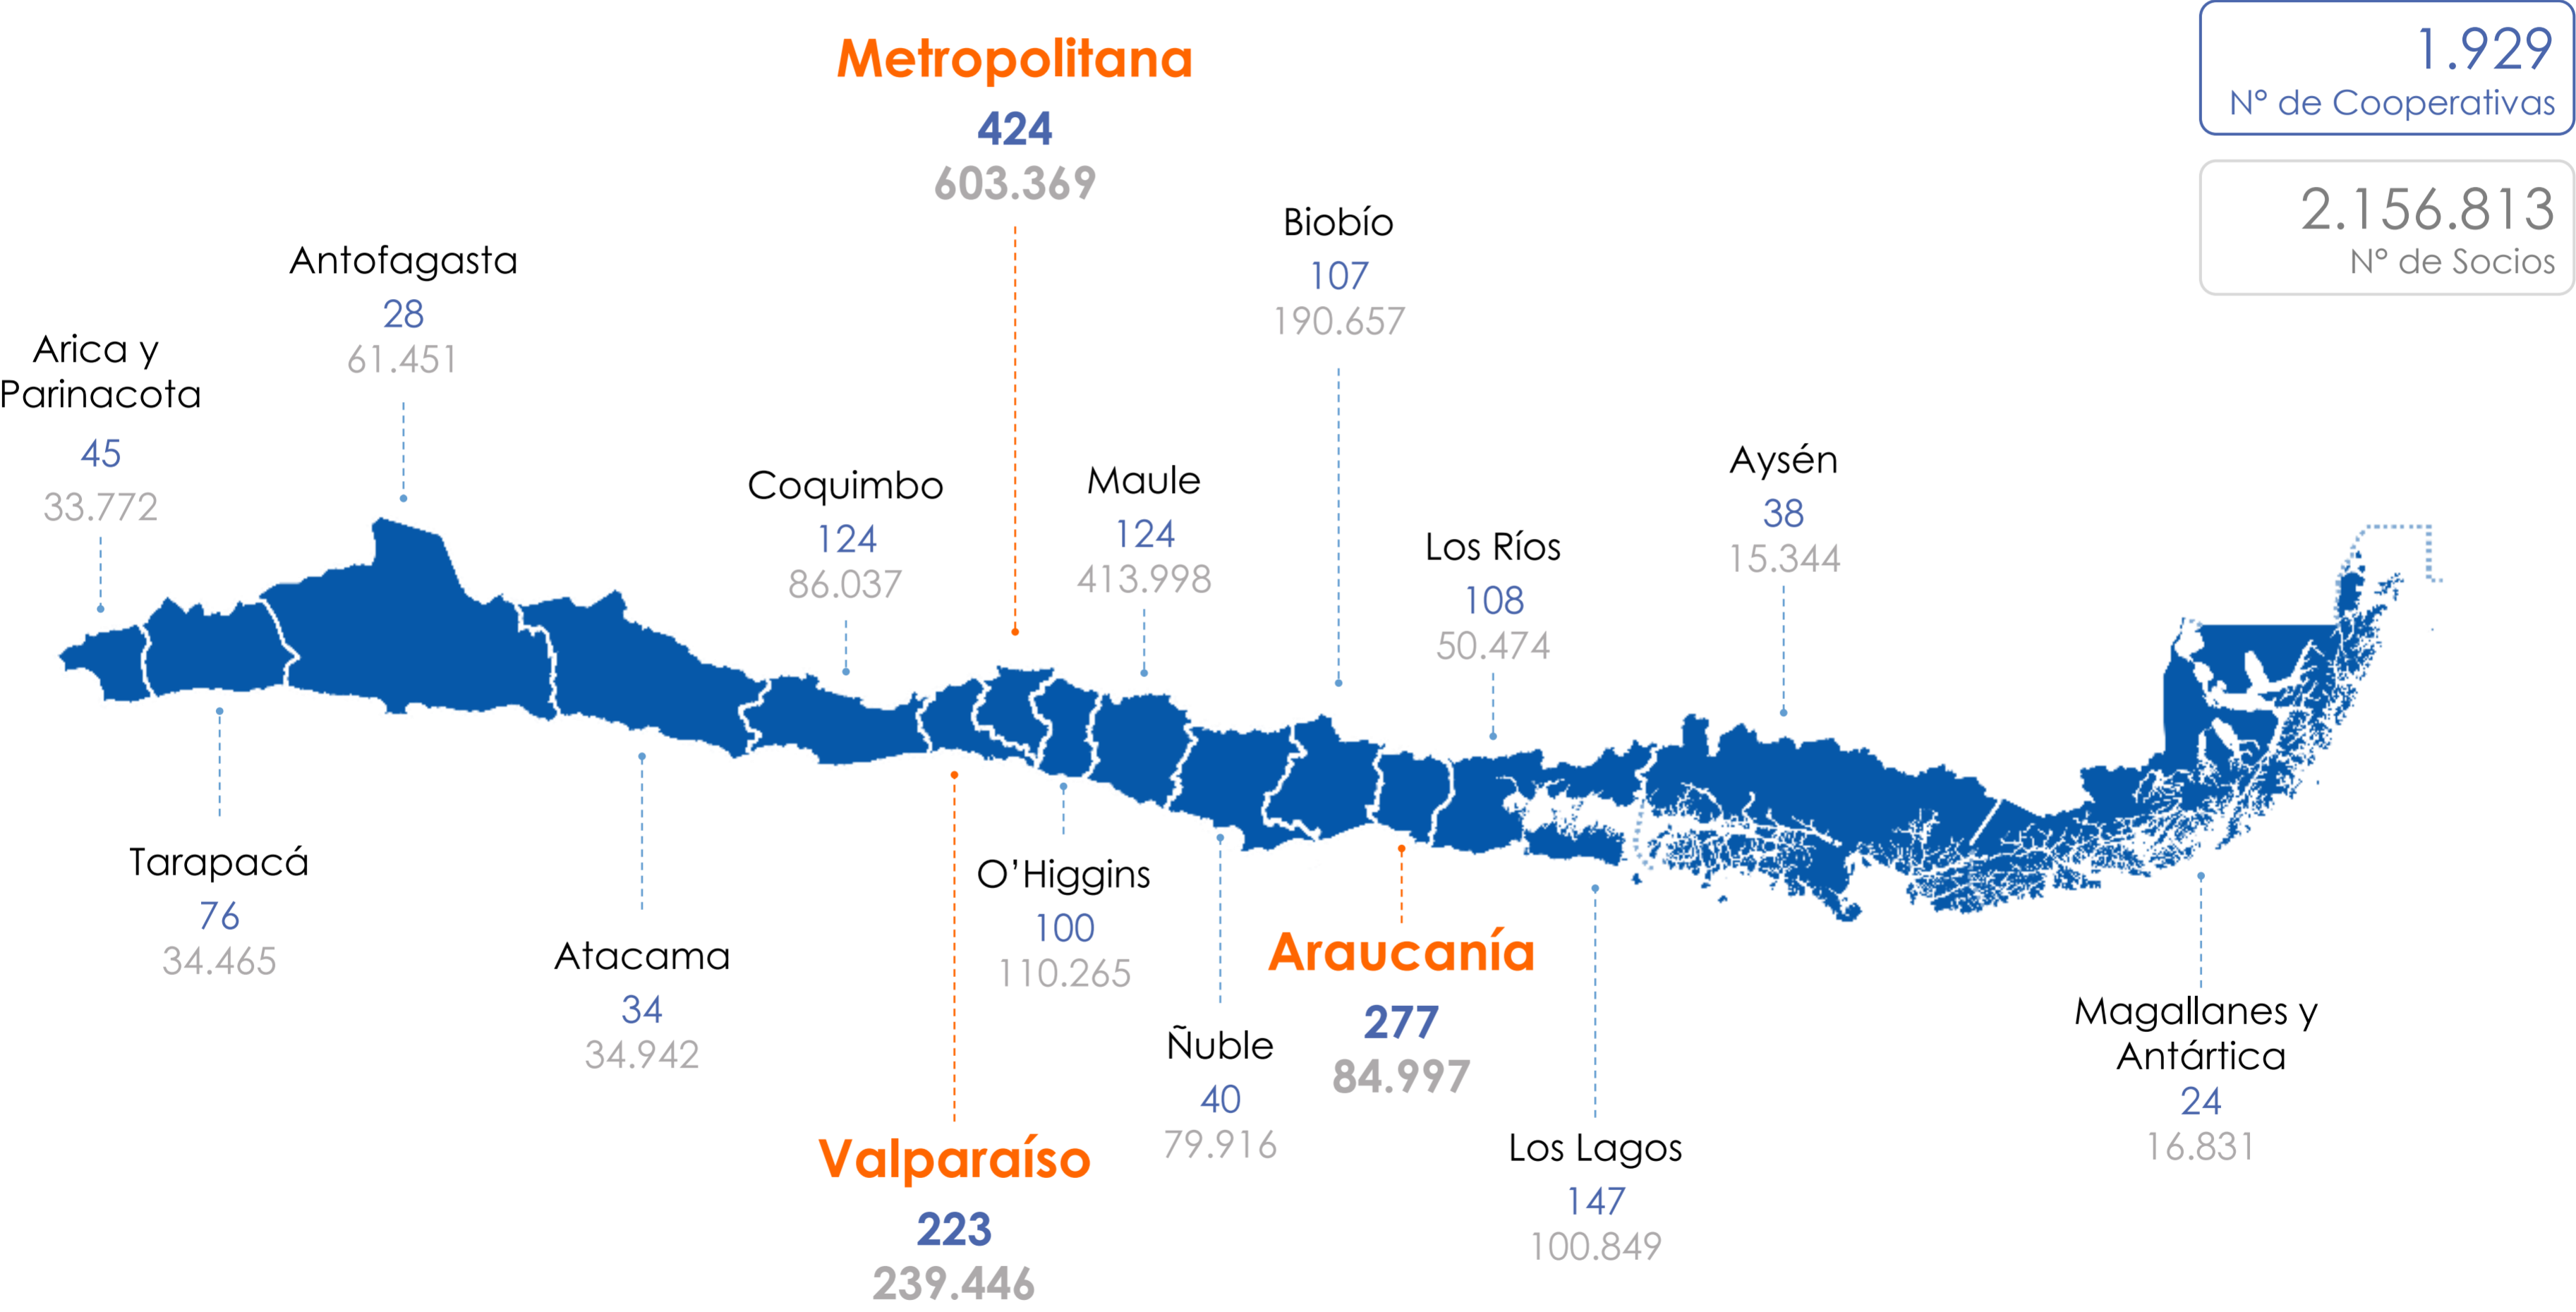 Metropolitana
424
603.369
1.929
N° de Cooperativas
2.156.813
N° de Socios
Biobío
107
190.657
Antofagasta
28
61.451
Arica y
Parinacota
45
33.772
Coquimbo
124
86.037
Maule
124
413.998
Los Ríos
108
50.474
Aysén
38
15.344
Tarapacá
76
34.465
Atacama
34
34.942
O’Higgins
100
110.265
Araucanía
277
84.997
Ñuble
40
79.916
Magallanes y
Antártica
24
16.831
Valparaíso
223
239.446
Los Lagos
147
100.849